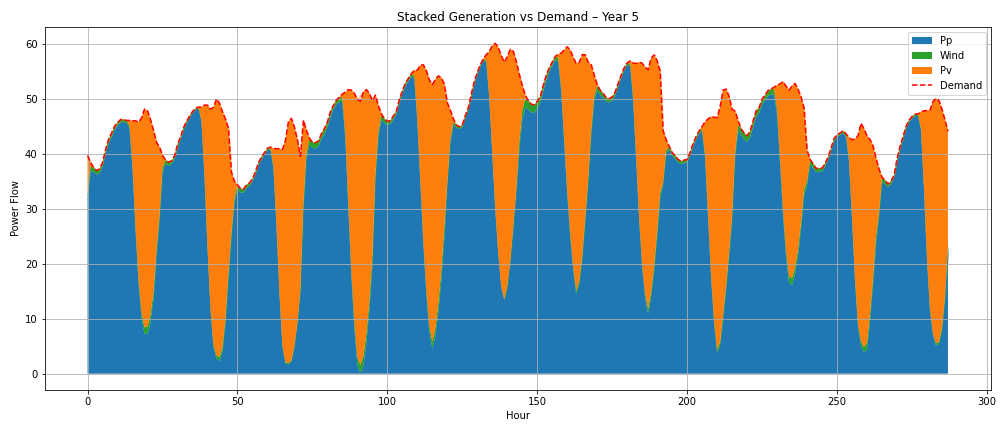 Stacked Generation vs Demand – Year 5
Pp
Wind
Pv
Demand
60
50
40
30
20
10
0
Power Flow
0 50 100 150 200 250 300
Hour